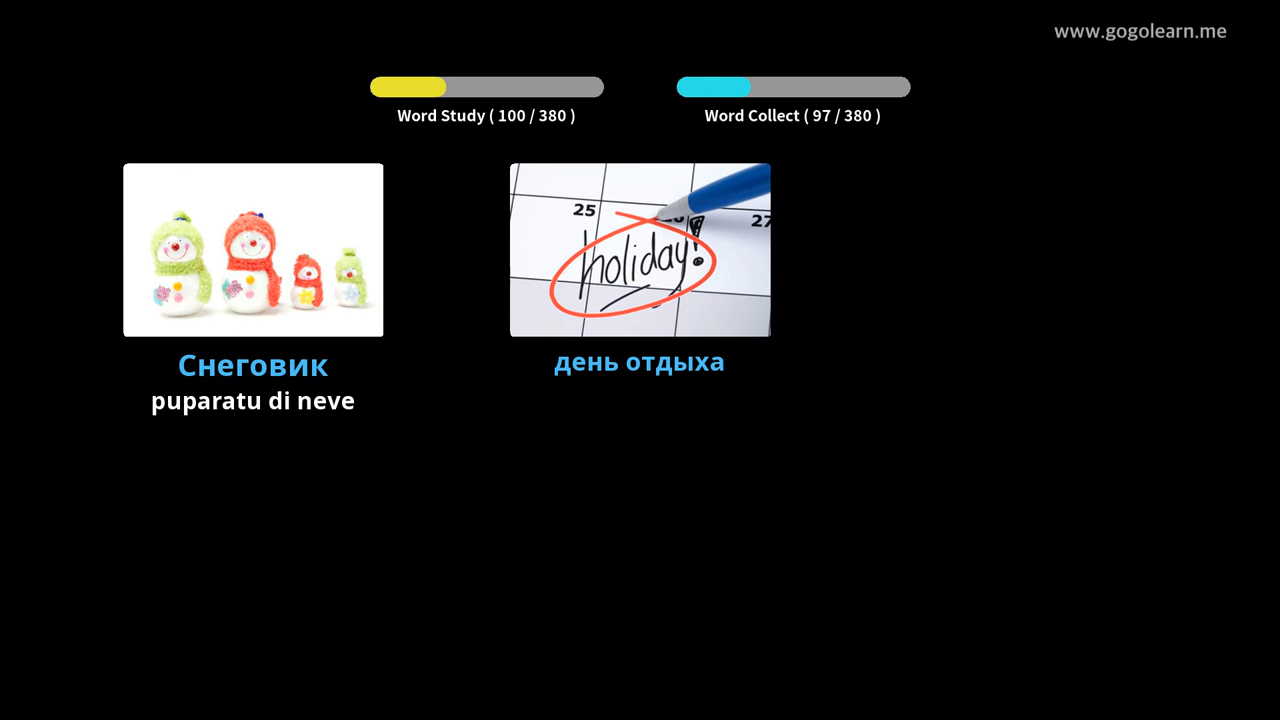 www.gogolearn.me
Word Study ( 100 / 380 )
Word Collect ( 97 / 380 )
25
27
holiday!
Снеговик
puparatu di neve
день отдыха